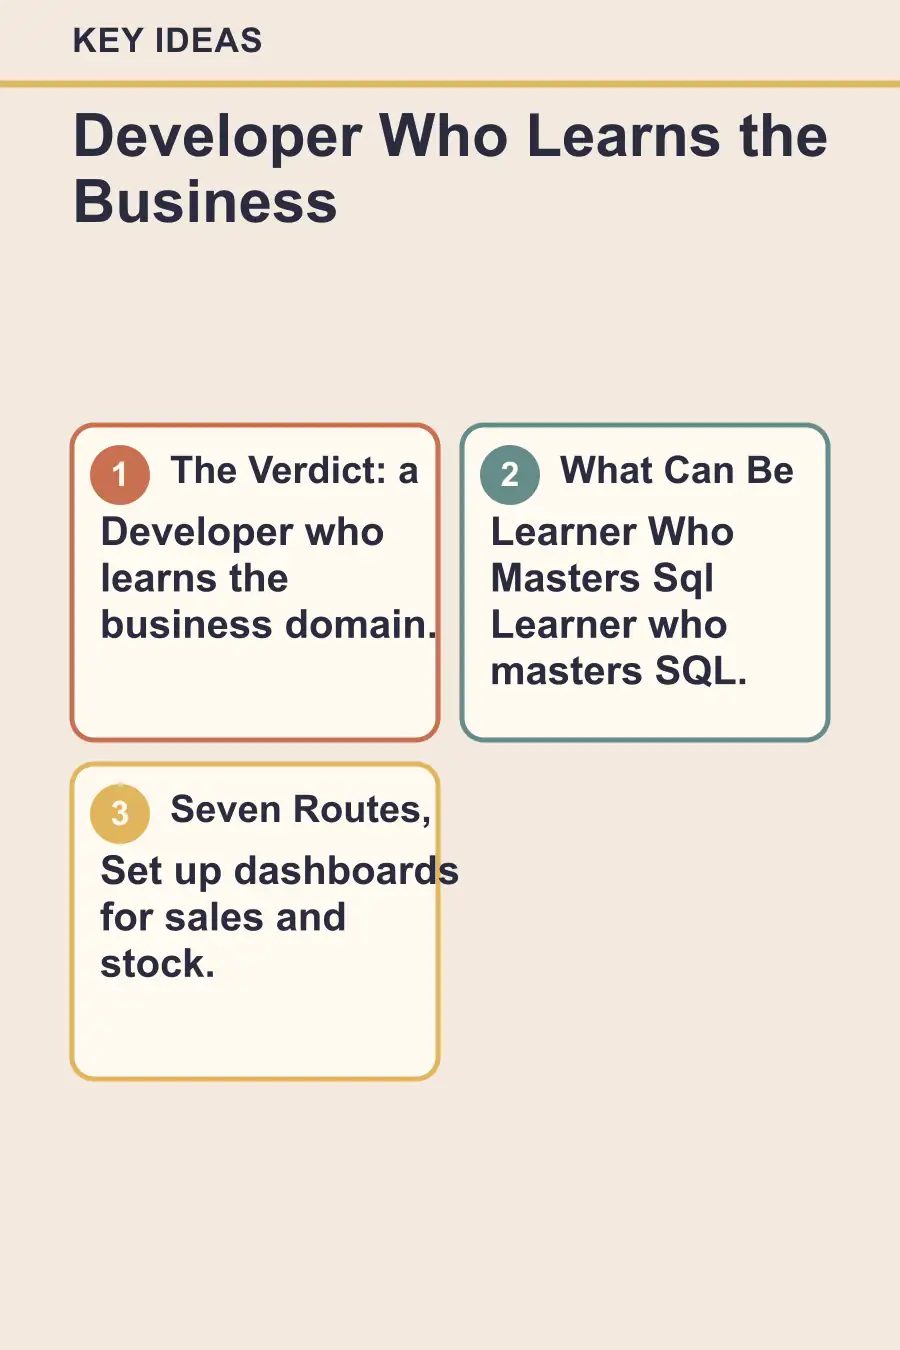 KEY IDEAS
Developer Who Learns the
Business
1 The Verdict: a
Developer who
learns the
business domain.
2 What Can Be
Learner Who
Masters Sql
Learner who
masters SQL.
3 Seven Routes,
Set up dashboards
for sales and
stock.